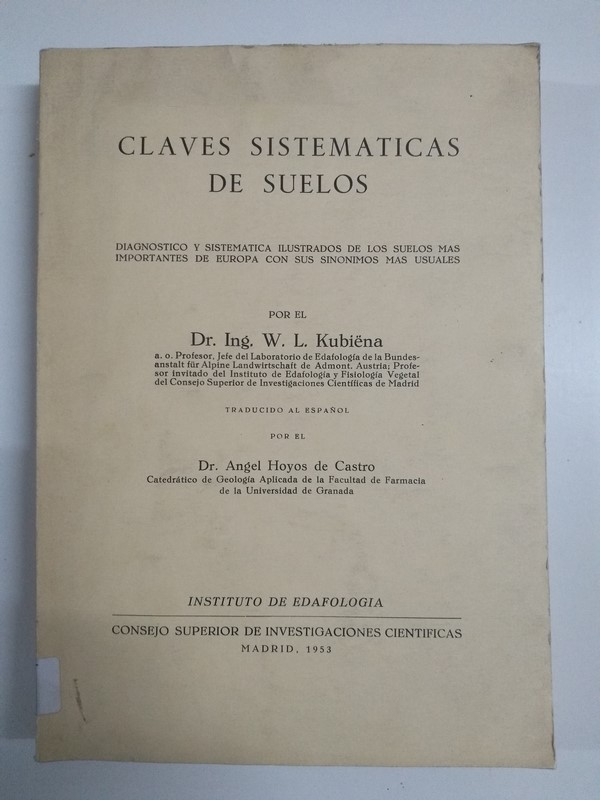 CLAVES SISTEMATICAS
DE SUELOS
DIAGNOSTICO Y SISTEMATICA ILUSTRADOS DE LOS SUELOS MAS
IMPORTANTES DE EUROPA CON SUS SINONIMOS MAS USUALES
POR EL
Dr. Ing. W. L. Kubiëna
a. o. Profesor, Jefe del Laboratorio de Edafología de la Bundes-
anstalt für Alpine Landwirtschaft de Admont, Austria; Profe-
sor invitado del Instituto de Edafología y Fisiología Vegetal
del Consejo Superior de Investigaciones Científicas de Madrid
TRADUCIDO AL ESPAÑOL
POR EL
Dr. Angel Hoyos de Castro
Catedrático de Geología Aplicada de la Facultad de Farmacia
de la Universidad de Granada
INSTITUTO DE EDAFOLOGIA
CONSEJO SUPERIOR DE INVESTIGACIONES CIENTIFICAS
MADRID, 1953